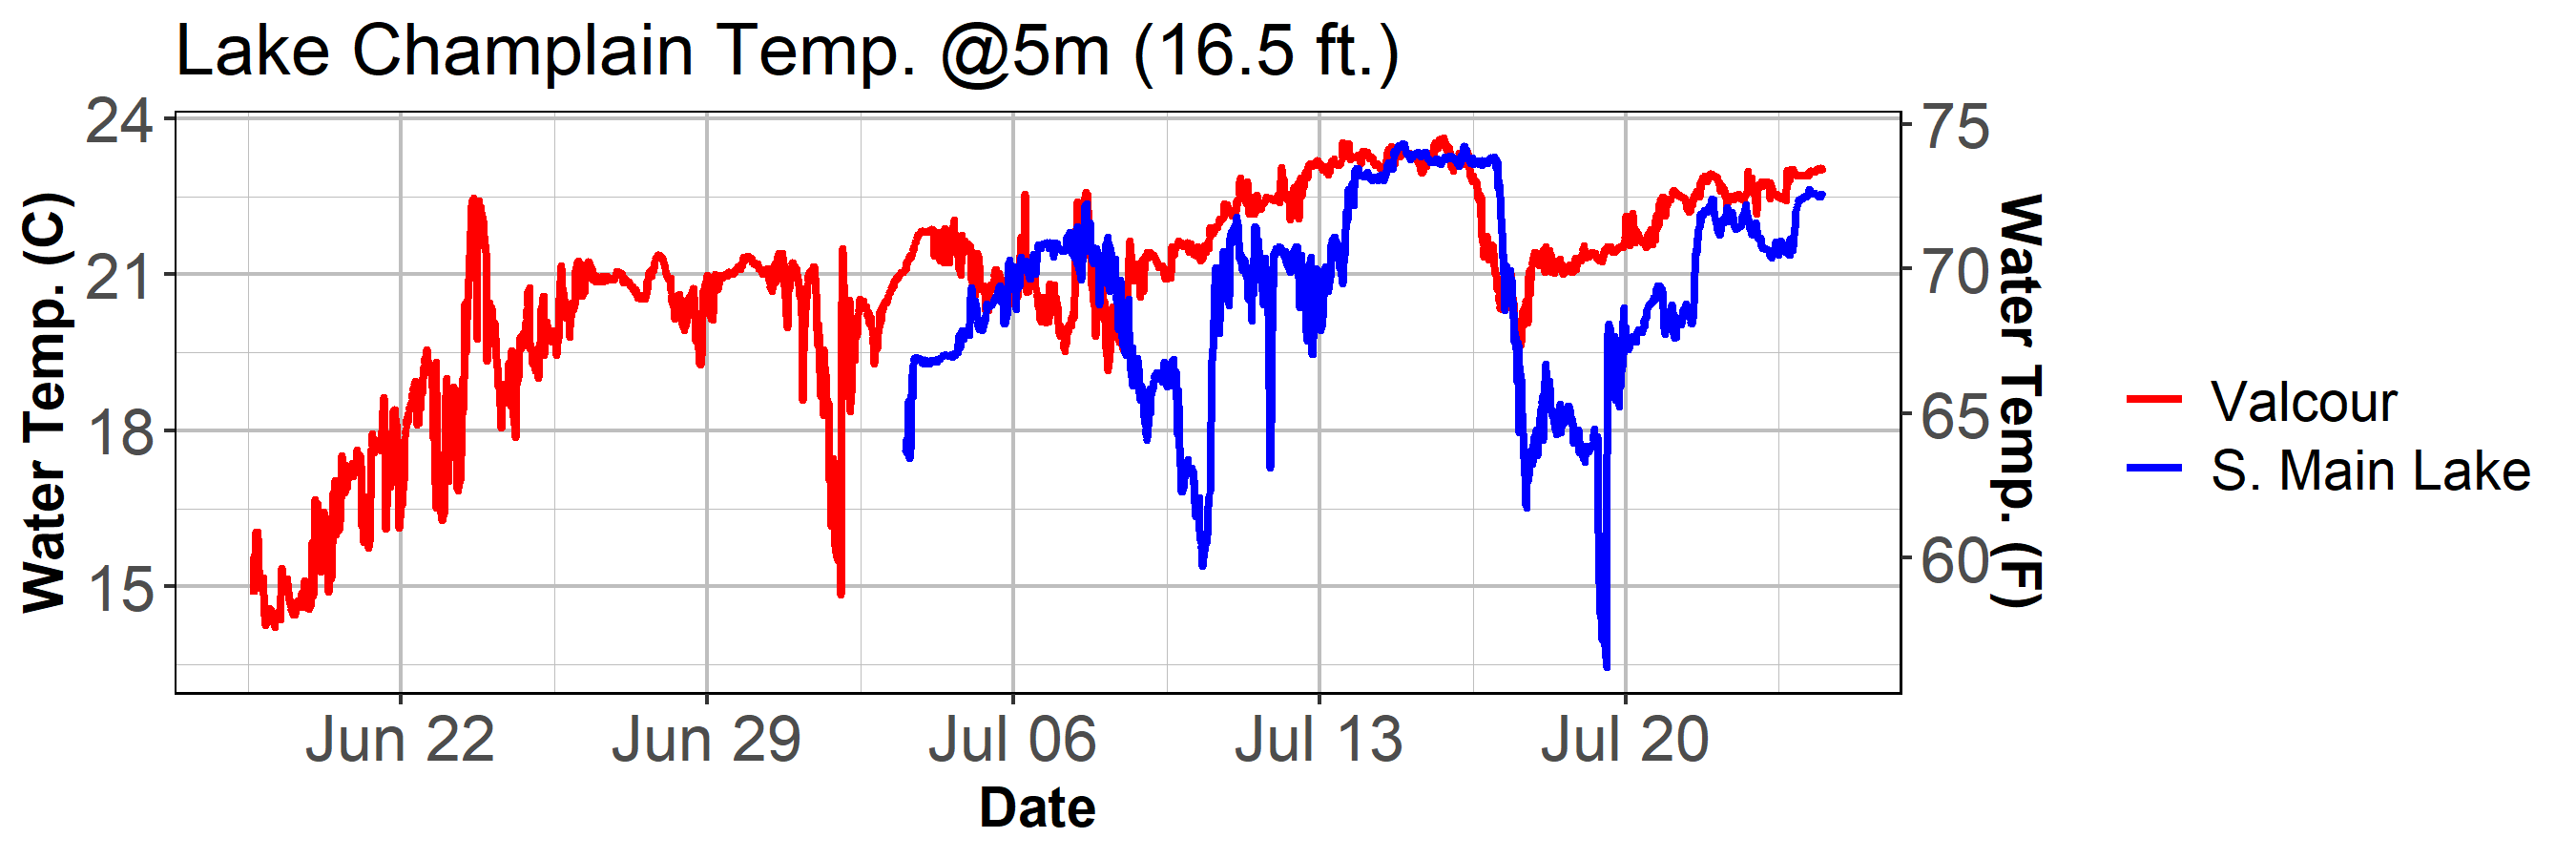 Lake Champlain Temp. @5m (16.5 ft.)
24
21
18
15
Water Temp. (C)
75
70
65
60
Water Temp. (F)
Jun 22
Jun 29
Jul 06
Jul 13
Jul 20
Date
Valcour
S. Main Lake